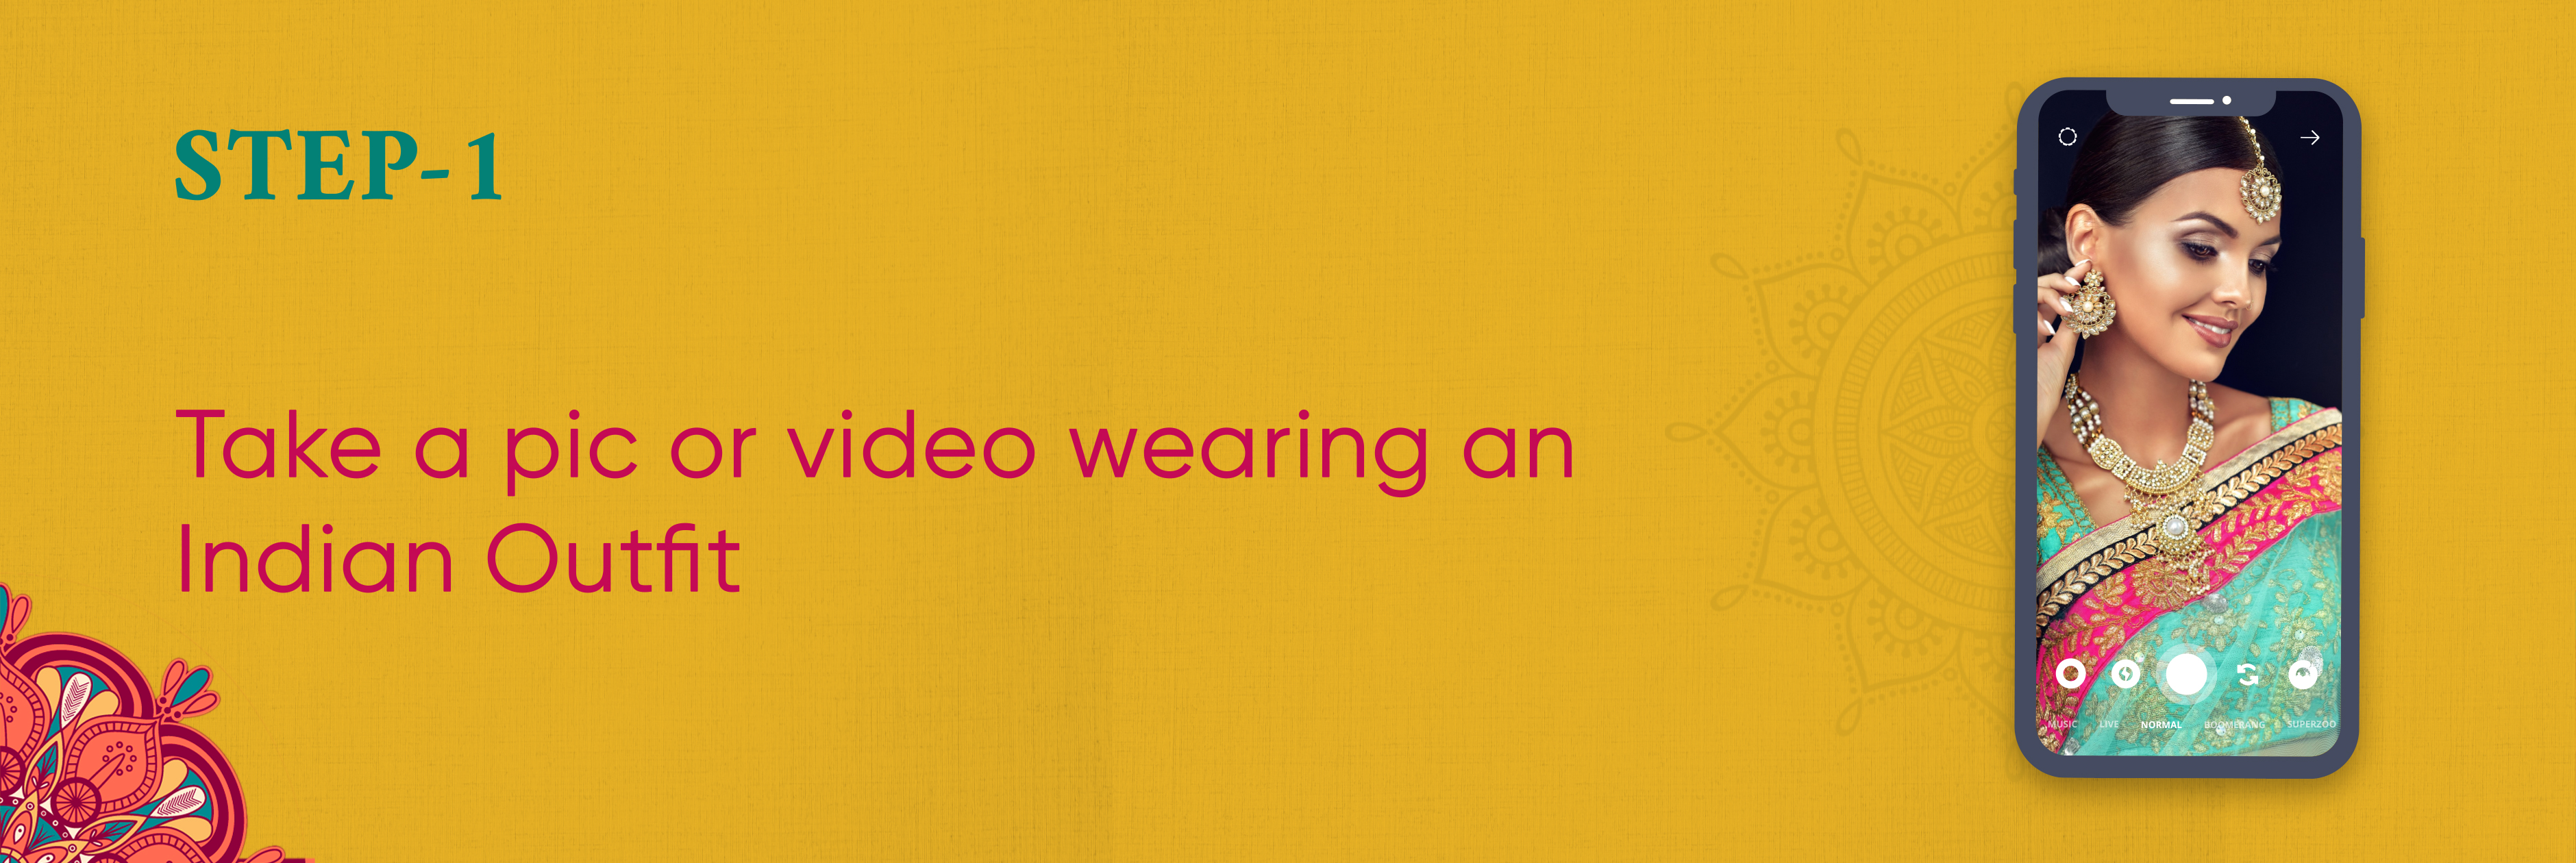 STEP-1
Take a pic or video wearing an
Indian Outfit
MUSIC LIVE NORMAL BOOMERANG SUPERZOO